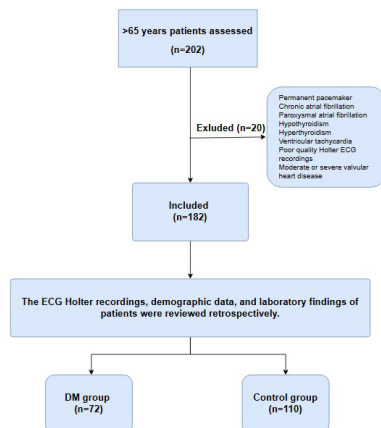 >65 years patients assessed
(n=202)
Exluded (n=20)
Permanent pacemaker
Chronic atrial fibrillation
Paroxysmal atrial fibrillation
Hypothyroidism
Hyperthyroidism
Ventricular tachycardia
Poor quality Holter ECG
recordings
Moderate or severe valvular
heart disease
Included
(n=182)
The ECG Holter recordings, demographic data, and laboratory findings of
patients were reviewed retrospectively.
DM group
(n=72)
Control group
(n=110)